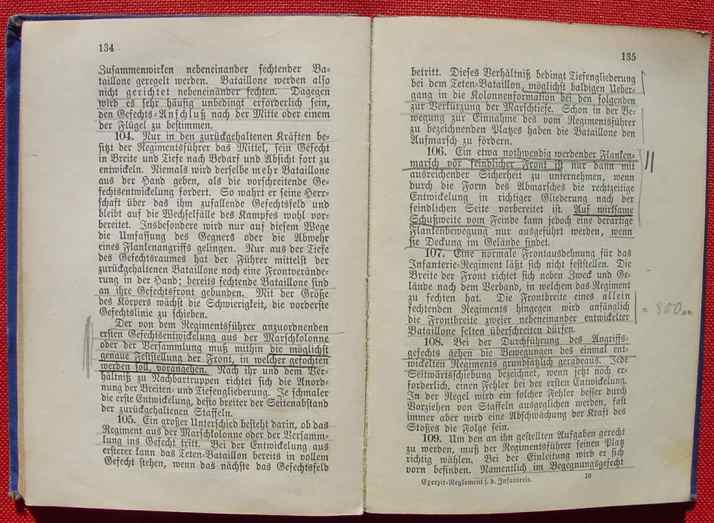 134
Zusammenwirken nebeneinander fechtender Ba-
taillone geregelt werden. Bataillone werden also
nicht gerichtet nebeneinander fechten. Dagegen
wird es sehr häufig unbedingt erforderlich sein,
den Gefechts-Anschluß nach der Mitte oder einem
der Flügel zu bestimmen.
104. Nur in den zurückgehaltenen Kräften be-
sitzt der Regimentsführer das Mittel, sein Gefecht
in Breite und Tiefe nach Bedarf und Absicht fort zu
entwickeln. Niemals wird derselbe mehr Bataillone
aus der Hand geben, als die vorschreitende Ge-
fechtsentwickelung fordert. So wahrt er seine Herr-
schaft über das ihm zufallende Gefechtsfeld und
bleibt auf die Wechselfälle des Kampfes wohl vor-
bereitet. Insbesondere wird nur auf diesem Wege
die Umfassung des Gegners oder die Abwehr
eines Flankenangriffs gelingen. Nur aus der Tiefe
des Gefechtsraumes hat der Führer mittelst der
zurückgehaltenen Bataillone noch eine Frontverände-
rung in der Hand; bereits fechtende Bataillone sind
an ihre Gefechtsfront gebunden. Mit der Größe
des Körpers wächst die Schwierigkeit, die vorderste
Gefechtslinie zu schieben.
Der von dem Regimentsführer anzuordnenden
ersten Gefechtsentwickelung aus der Marschkolonne
oder der Versammlung muß mithin die möglichst
genaue Feststellung der Front, in welcher gefochten
werden soll, vorangehen. Nach ihr und dem Ver-
hältniß zu Nachbartruppen richtet sich die Anord-
nung der Breiten- und Tiefengliederung. Je schmaler
die erste Entwickelung, desto breiter der Seitenabstand
der zurückgehaltenen Staffeln.
105. Ein großer Unterschied besteht darin, ob das
Regiment aus der Marschkolonne oder der Versamm-
lung ins Gefecht tritt. Bei der Entwickelung aus
ersterer kann das Teten-Bataillon bereits in vollem
Gefecht stehen, wenn das nächste das Gefechtsfeld
135
betritt. Dieses Verhältniß bedingt Tiefengliederung
bei dem Teten-Bataillon, möglichst baldigen Ueber-
gang in die Kolonnenformation bei den folgenden
zur Verkürzung der Marschtiefe. Schon in der Be-
wegung zur Einnahme des vom Regimentsführer
zu bezeichnenden Platzes haben die Bataillone den
Aufmarsch zu fördern.
106. Ein etwa nothwendig werdender Flanken-
marsch vor feindlicher Front ist nur dann mit
ausreichender Sicherheit zu unternehmen, wenn
durch die Form des Abmarsches die rechtzeitige
Entwickelung in richtiger Gliederung nach der
feindlichen Seite vorbereitet ist. Auf wirksame
Schußweite vom Feinde kann jedoch eine derartige
Flankenbewegung nur ausgeführt werden, wenn
sie Deckung im Gelände findet.
107. Eine normale Frontausdehnung für das
Infanterie-Regiment läßt sich nicht feststellen. Die
Breite der Front richtet sich neben Zweck und Ge-
lände nach dem Verband, in welchem das Regiment
zu fechten hat. Die Frontbreite eines allein
fechtenden Regiments hingegen wird anfänglich
die Frontbreite zweier nebeneinander entwickelter
Bataillone selten überschreiten dürfen.
108. Bei der Durchführung des Angriffs-
gefechts gehen die Bewegungen des einmal ent-
wickelten Regiments grundsätzlich geradeaus. Jede
Seitwärtsschiebung bezeichnet, wenn jetzt noch er-
forderlich, einen Fehler bei der ersten Entwickelung.
In der Regel wird ein solcher Fehler besser durch
Vorziehen von Staffeln ausgeglichen werden, fast
immer aber wird eine Abschwächung der Kraft des
Stoßes die Folge sein.
109. Um den an ihn gestellten Aufgaben gerecht
zu werden, muß der Regimentsführer seinen Platz
richtig wählen. Bei der Einleitung wird er sich
vorn befinden. Namentlich im Begegnungsgefecht
Exerzir-Reglement f. d. Infanterie. 10